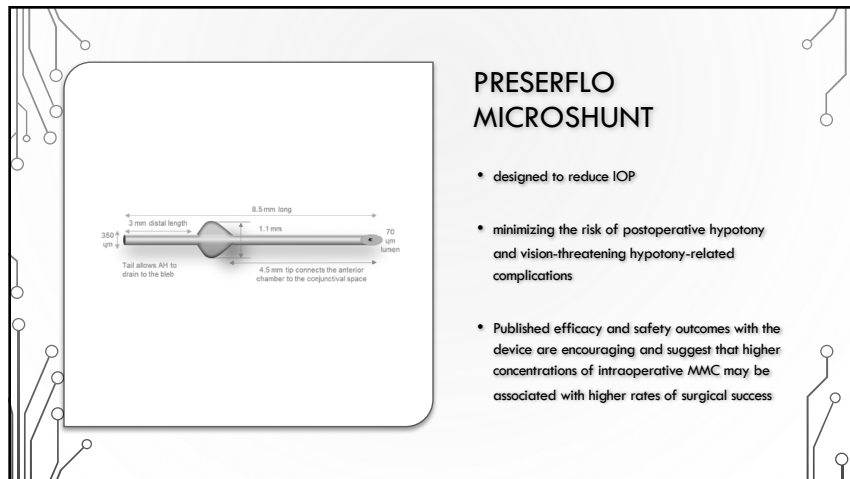 PRESERFLO
MICROSHUNT
8.5 mm long
3 mm distal length
1.1 mm
350
um
70
um
lumen
Tail allows AH to
drain to the bleb
4.5 mm tip connects the anterior
chamber to the conjunctival space
• designed to reduce IOP
• minimizing the risk of postoperative hypotony
and vision-threatening hypotony-related
complications
• Published efficacy and safety outcomes with the
device are encouraging and suggest that higher
concentrations of intraoperative MMC may be
associated with higher rates of surgical success